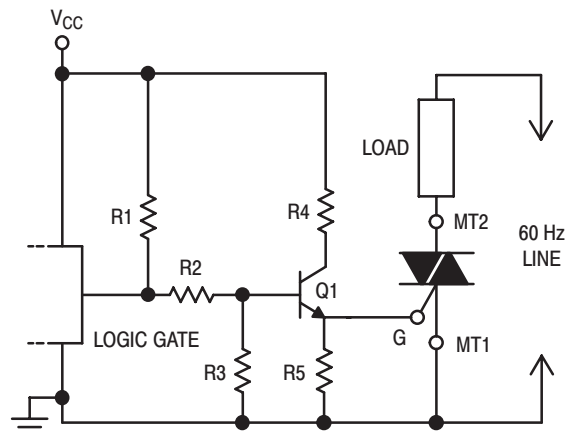 VCC
LOAD
R1
R4
MT2
60 Hz
LINE
R2
Q1
LOGIC GATE
G
MT1
R3
R5